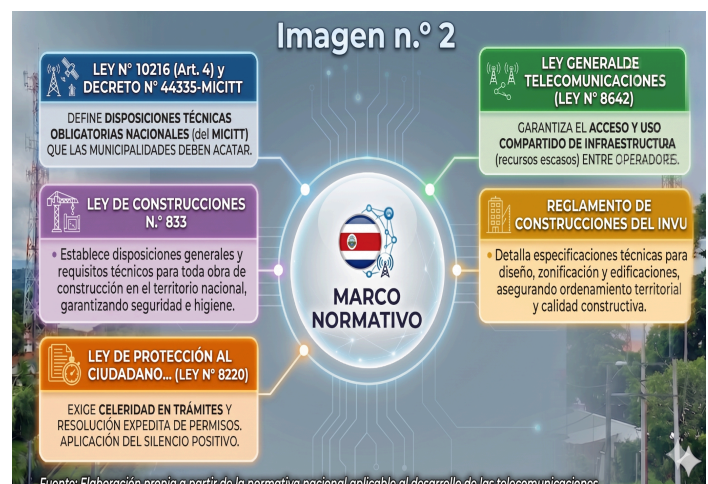 Imagen n.º 2
LEY N° 10216 (Art. 4) y
DECRETO N° 44335-MICITT
DEFINE DISPOSICIONES TÉCNICAS
OBLIGATORIAS NACIONALES (del MICITT)
QUE LAS MUNICIPALIDADES DEBEN ACATAR.
LEY DE CONSTRUCCIONES
N.° 833
• Establece disposiciones generales y
requisitos técnicos para toda obra de
construcción en el territorio nacional,
garantizando seguridad e higiene.
LEY DE PROTECCIÓN AL
CIUDADANO... (LEY N° 8220)
EXIGE CELERIDAD EN TRÁMITES Y
RESOLUCIÓN EXPEDITA DE PERMISOS.
APLICACIÓN DEL SILENCIO POSITIVO.
MARCO
NORMATIVO
LEY GENERALDE
TELECOMUNICACIONES
(LEY N° 8642)
GARANTIZA EL ACCESO Y USO
COMPARTIDO DE INFRAESTRUCTURA
(recursos escasos) ENTRE OPERADORES.
REGLAMENTO DE
CONSTRUCCIONES DEL INVU
• Detalla especificaciones técnicas para
diseño, zonificación y edificaciones,
asegurando ordenamiento territorial
y calidad constructiva.
Fuente: Elaboración propia a partir de la normativa nacional aplicable al desarrollo de las telecomunicaciones